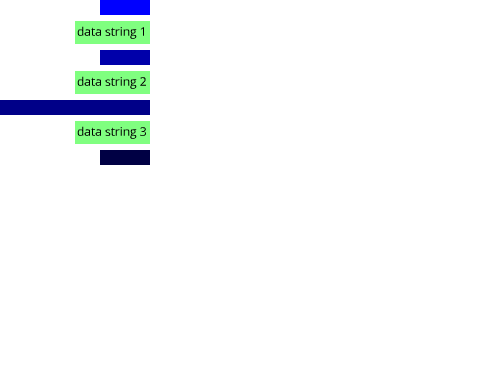 data string 1
data string 2
data string 3